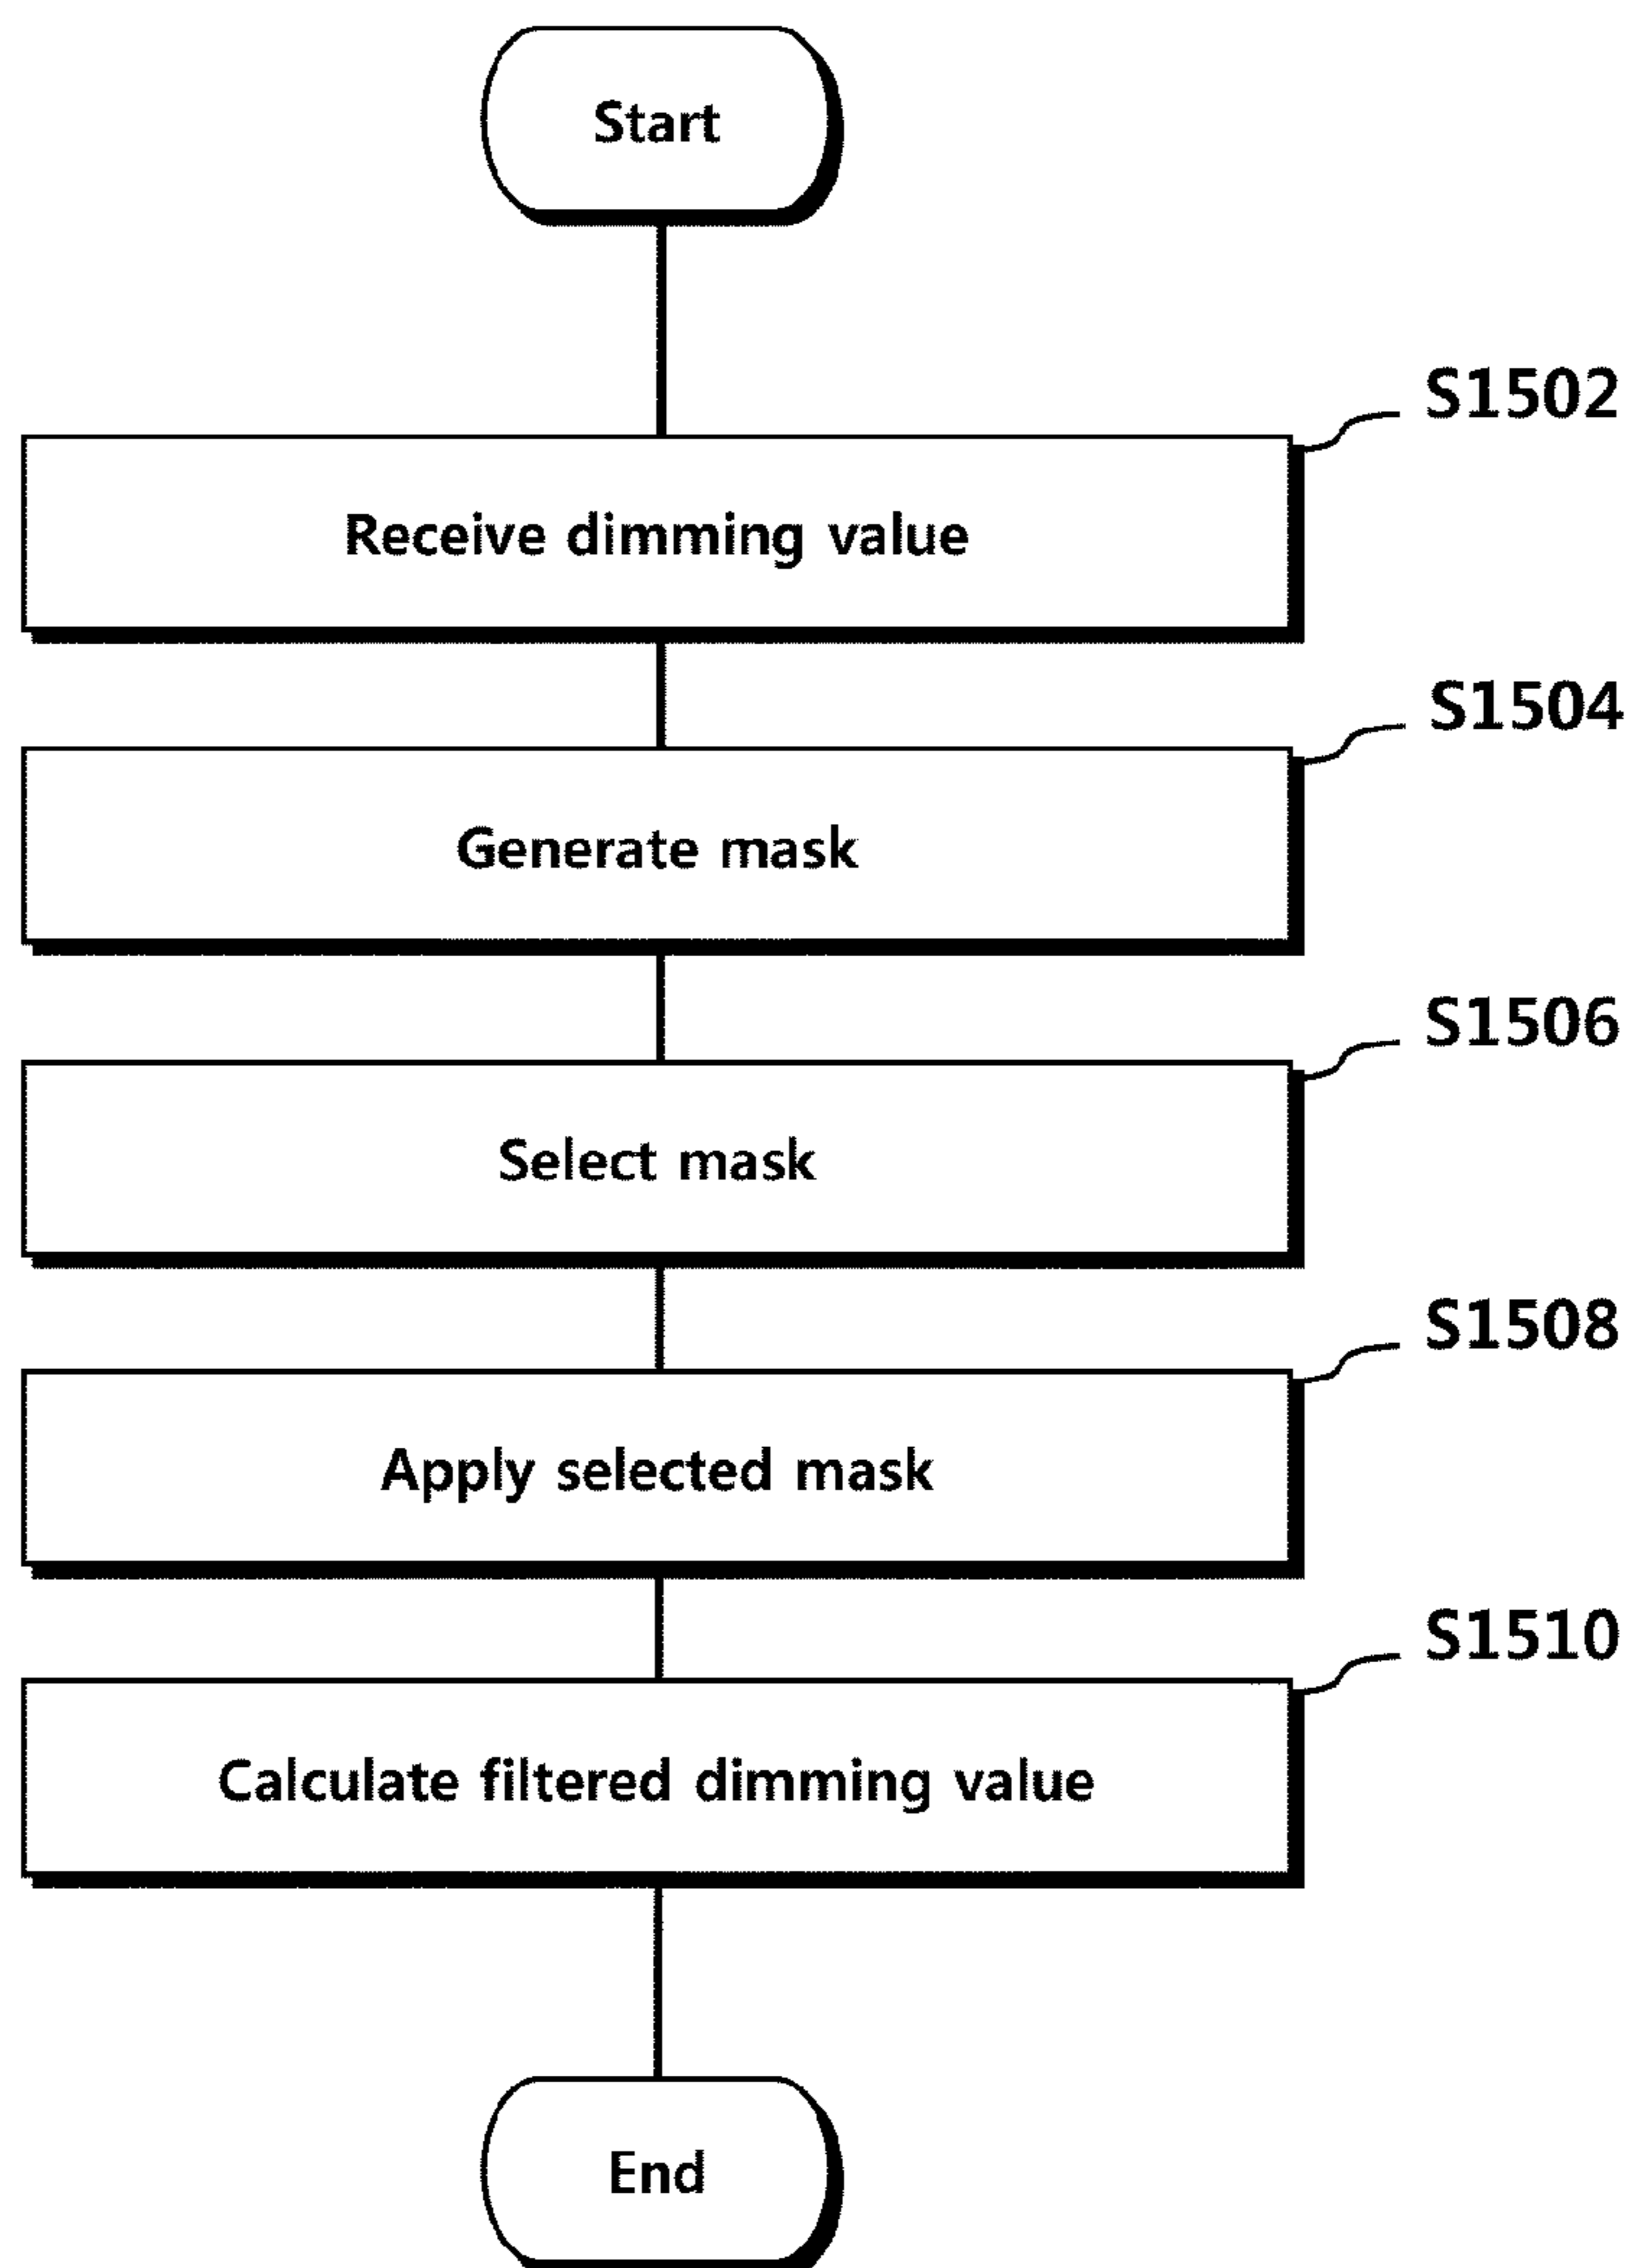 Start
S1502
Receive dimming value
S1504
Generate mask
S1506
Select mask
S1508
Apply selected mask
S1510
Calculate filtered dimming value
End